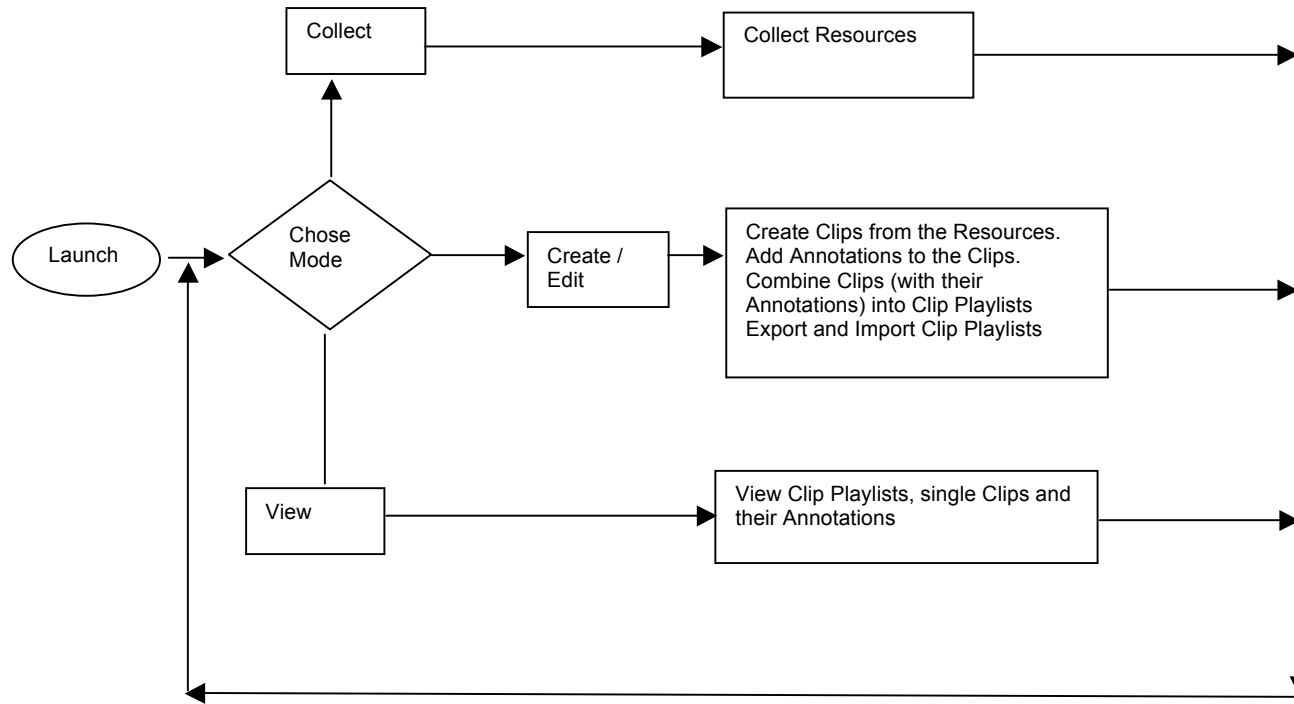 Collect
Collect Resources
Launch
Chose
Mode
Create /
Edit
Create Clips from the Resources.
Add Annotations to the Clips.
Combine Clips (with their
Annotations) into Clip Playlists
Export and Import Clip Playlists
View
View Clip Playlists, single Clips and
their Annotations